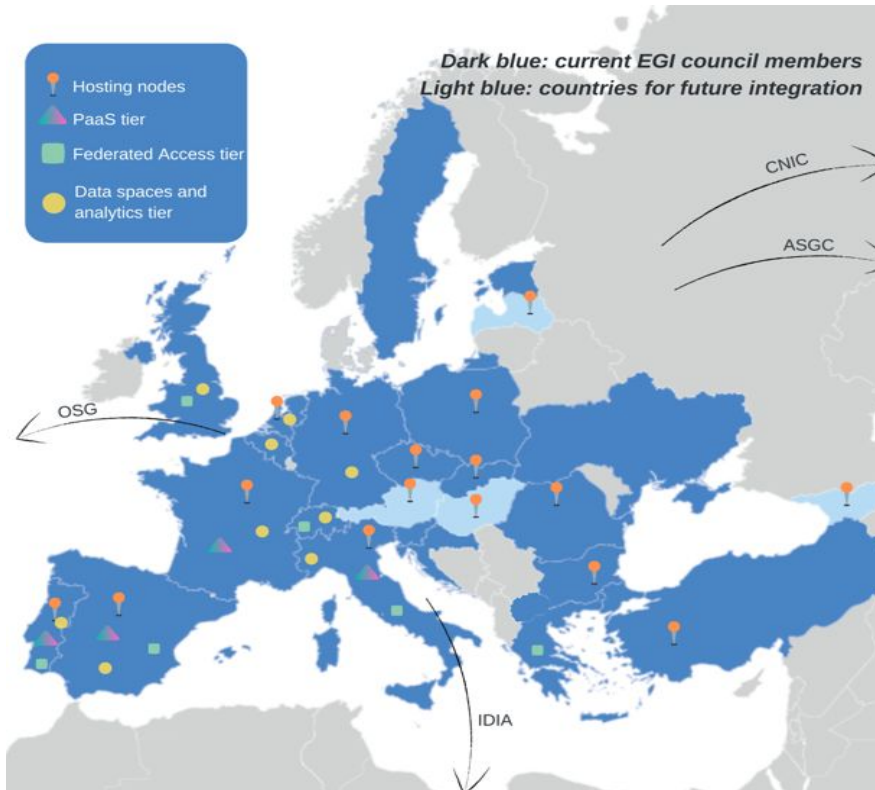 Dark blue: current EGI council members
Light blue: countries for future integration
Hosting nodes
PaaS tier
Federated Access tier
Data spaces and
analytics tier
CNIC
ASGC
OSG
IDIA